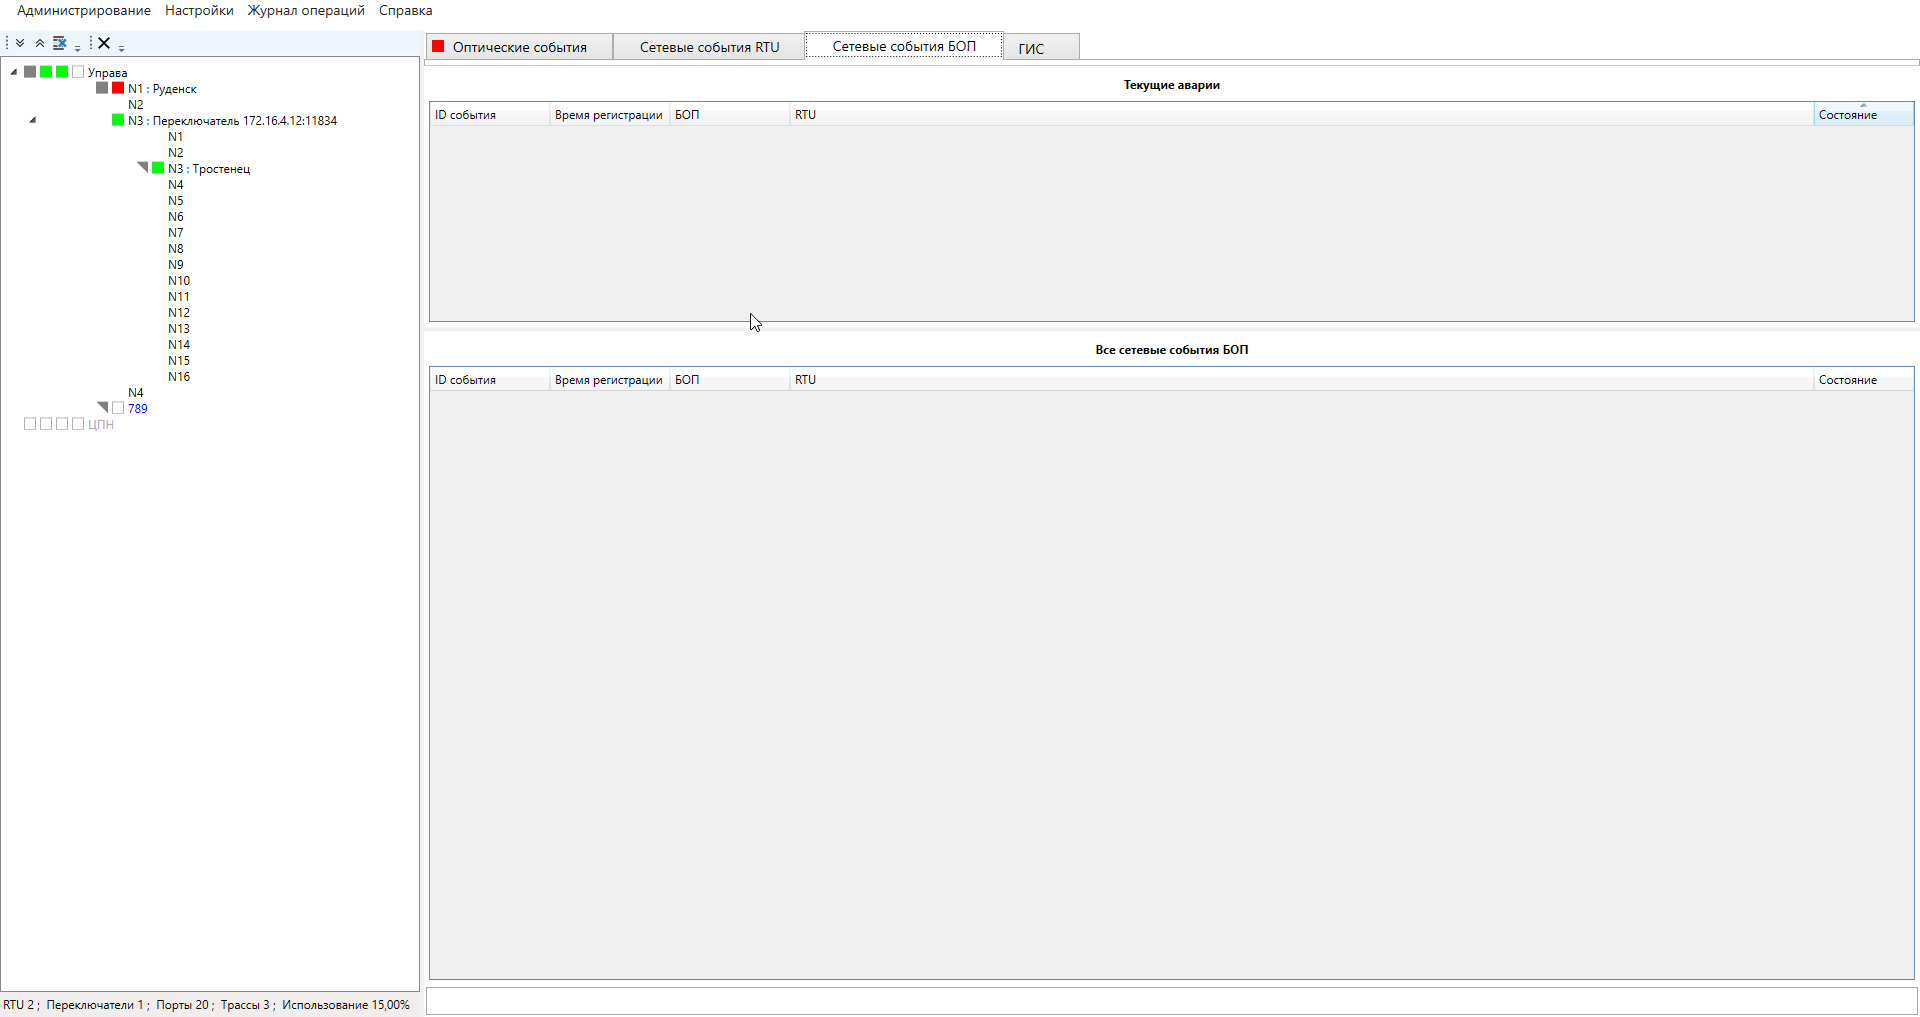 Администрирование Настройки Журнал операций Справка
Оптические события Сетевые события RTU Сетевые события БОП ГИС
Управа
N1 : Руденск
N2
N3 : Переключатель 172.16.4.12:11834
N1
N2
N3 : Тростенец
N4
N5
N6
N7
N8
N9
N10
N11
N12
N13
N14
N15
N16
N4
789
ЦПН
RTU 2 ; Переключатели 1 ; Порты 20 ; Трассы 3 ; Использование 15,00%
Текущие аварии
ID события Время регистрации БОП RTU Состояние
Все сетевые события БОП
ID события Время регистрации БОП RTU Состояние